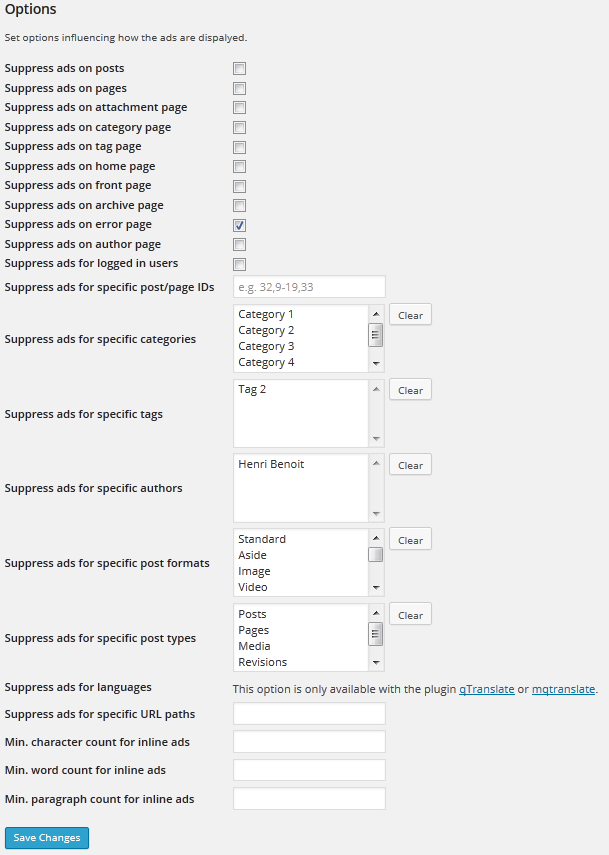 Options
Set options influencing how the ads are dispalyed.
Suppress ads on posts
Suppress ads on pages
Suppress ads on attachment page
Suppress ads on category page
Suppress ads on tag page
Suppress ads on home page
Suppress ads on front page
Suppress ads on archive page
Suppress ads on error page
Suppress ads on author page
Suppress ads for logged in users
Suppress ads for specific post/page IDs e.g. 32,9-19,33
Suppress ads for specific categories
Category 1
Category 2
Category 3
Category 4
Clear
Suppress ads for specific tags
Tag 2
Clear
Suppress ads for specific authors
Henri Benoit
Clear
Suppress ads for specific post formats
Standard
Aside
Image
Video
Clear
Suppress ads for specific post types
Posts
Pages
Media
Revisions
Clear
Suppress ads for languages This option is only available with the plugin qTranslate or mqtranslate.
Suppress ads for specific URL paths
Min. character count for inline ads
Min. word count for inline ads
Min. paragraph count for inline ads
Save Changes